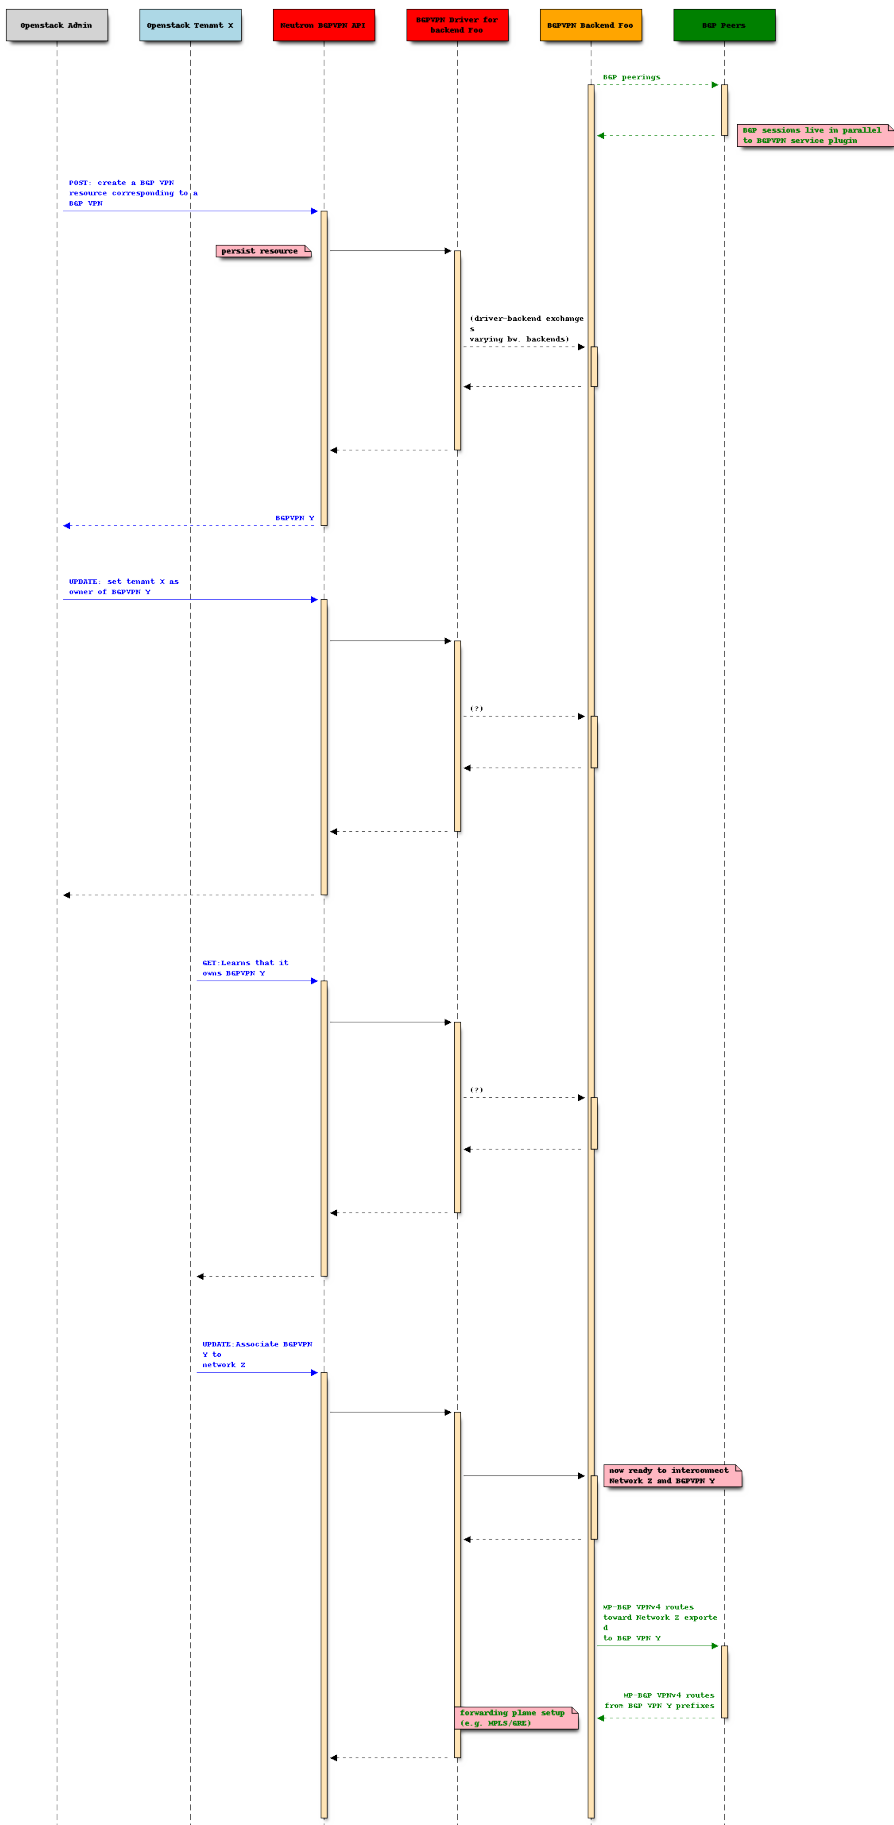 Openstack Admin
Openstack Tenant X
Neutron BGPVPN API
BGPVPN Driver for
backend Foo
BGPVPN Backend Foo
BGP Peers
BGP peerings
BGP sessions live in parallel
to BGPVPN service plugin
POST: create a BGP VPN
resource corresponding to a
BGP VPN
persist resource
(driver-backend exchange
s
varying bw. backends)
BGPVPN Y
UPDATE: set tenant X as
owner of BGPVPN Y
(?)
GET:Learns that it
owns BGPVPN Y
(?)
UPDATE:Associate BGPVPN
Y to
network Z
now ready to interconnect
Network Z and BGPVPN Y
MP-BGP VPNv4 routes
toward Network Z exporte
d
to BGP VPN Y
MP-BGP VPNv4 routes
from BGP VPN Y prefixes
forwarding plane setup
(e.g. MPLS/GRE)